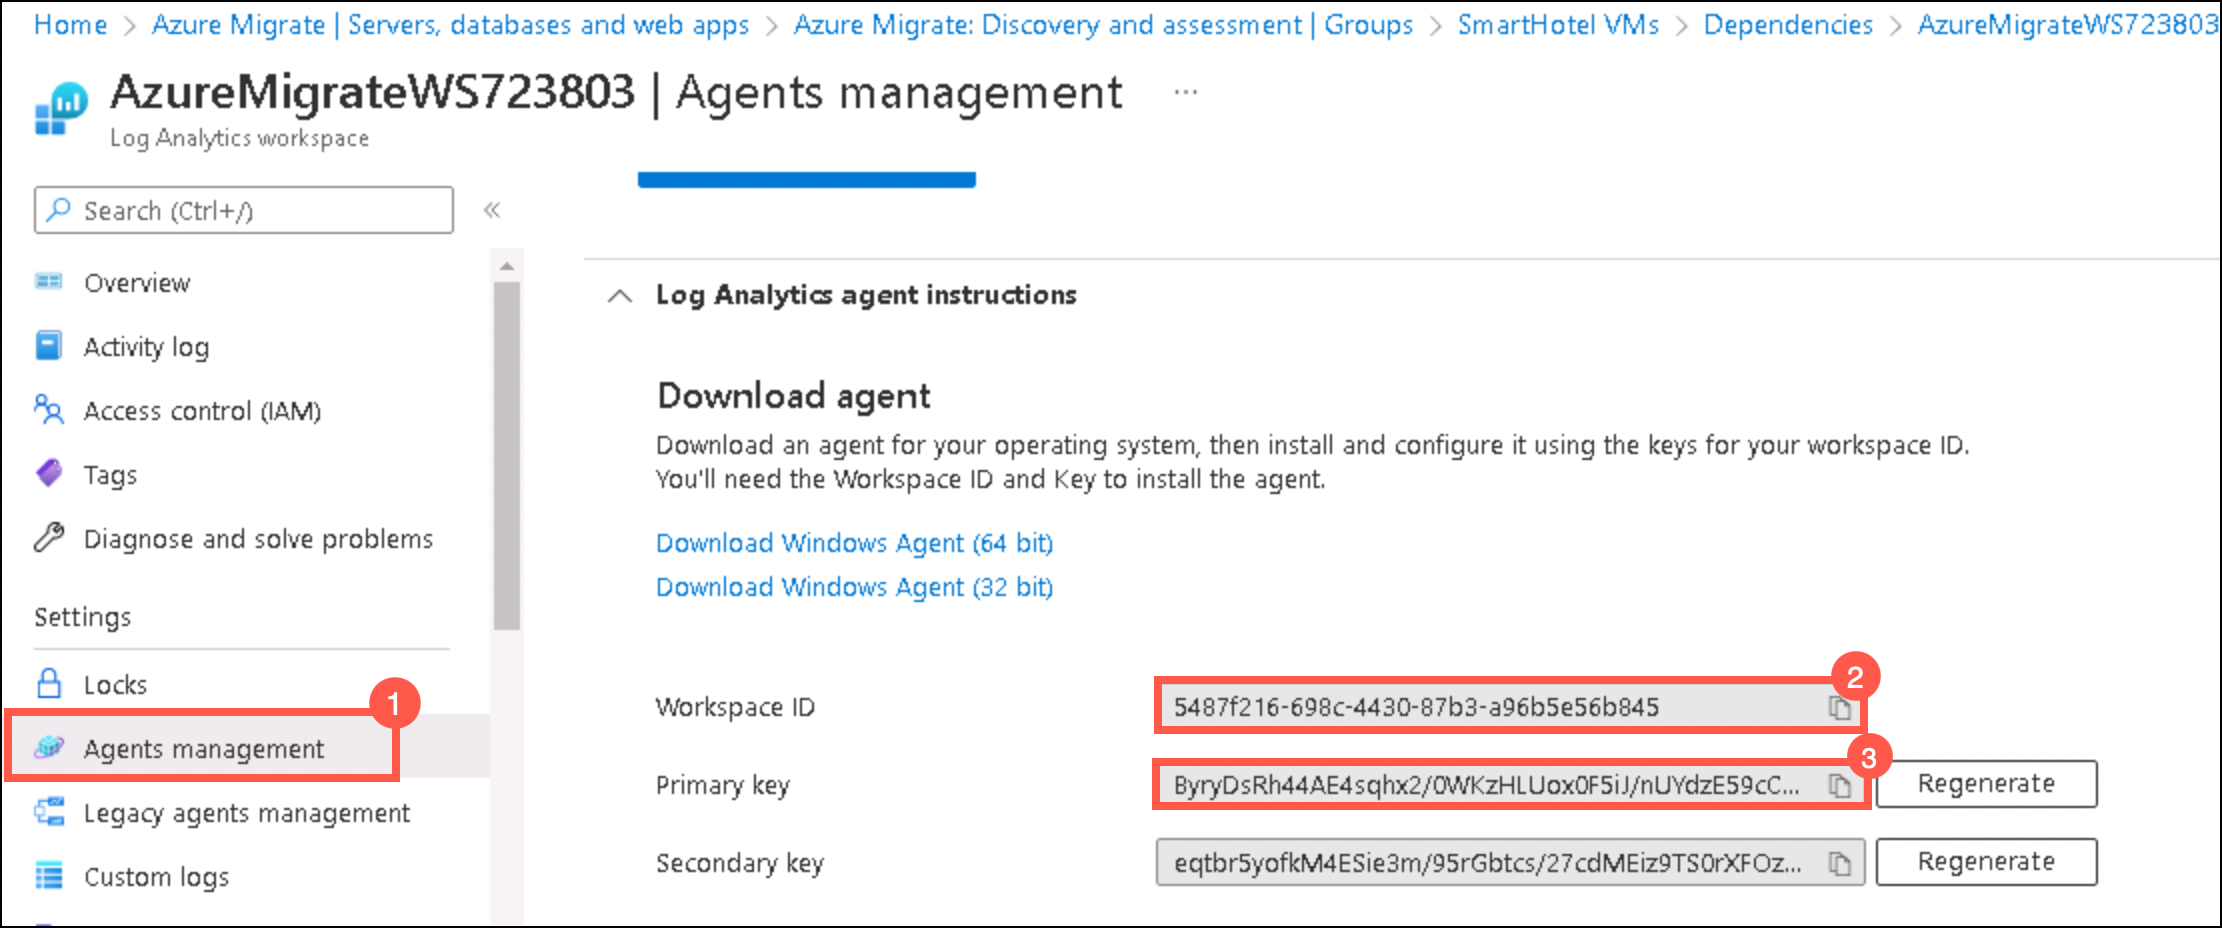 Home > Azure Migrate | Servers, databases and web apps > Azure Migrate: Discovery and assessment | Groups > SmartHotel VMs > Dependencies > AzureMigrateWS723803
AzureMigrateWS723803 | Agents management ...
Log Analytics workspace
Search (Ctrl+/)
«
Overview
Activity log
Access control (IAM)
Tags
Diagnose and solve problems
Settings
Locks
1
Agents management
Legacy agents management
Custom logs
Log Analytics agent instructions
Download agent
Download an agent for your operating system, then install and configure it using the keys for your workspace ID.
You'll need the Workspace ID and Key to install the agent.
Download Windows Agent (64 bit)
Download Windows Agent (32 bit)
2
Workspace ID 5487f216-698c-4430-87b3-a96b5e56b845
3
Primary key ByryDsRh44AE4sqhx2/0WKzHLUox0F5iJ/nUYdzE59cC... Regenerate
Secondary key eqtbr5yofkM4ESie3m/95rGbtcs/27cdMEiz9TS0rXFOz... Regenerate